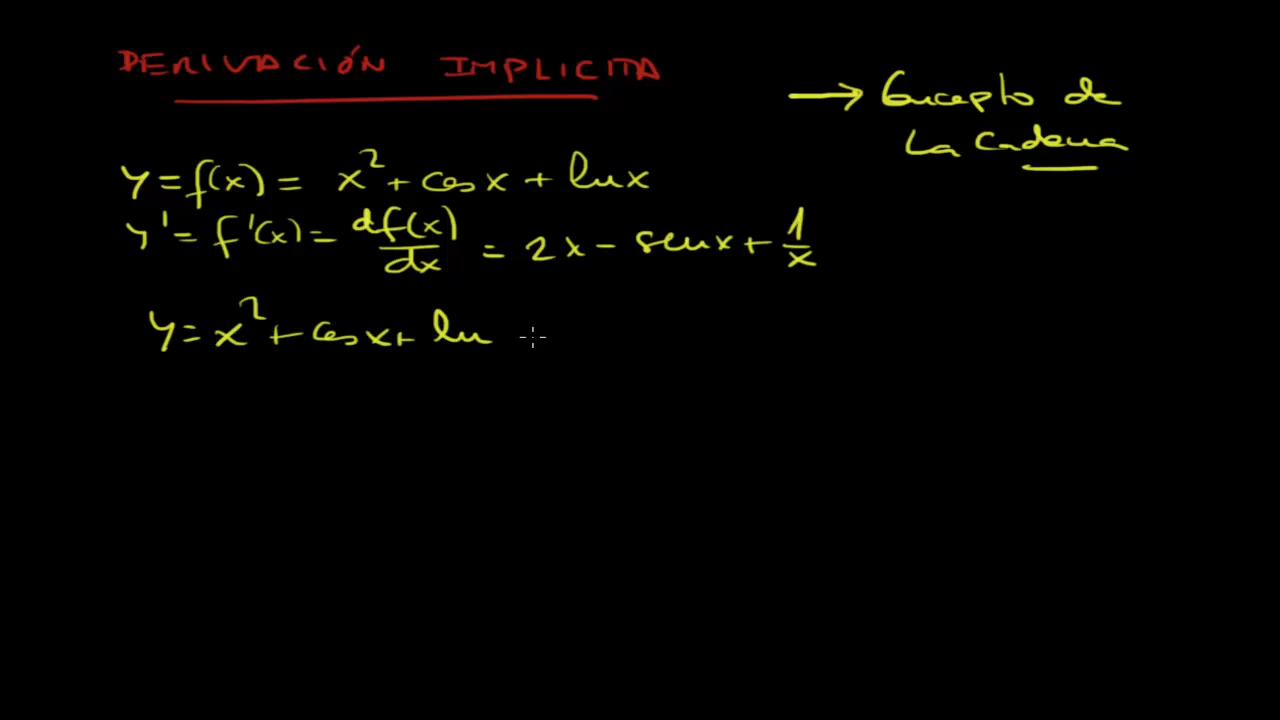 DERIVACIÓN IMPLICITA
→ Concepto de
La Cadena
y = f(x) = x² + cos x + ln x
y' = f'(x) = df(x)/dx = 2x - sen x + 1/x
y = x² + cos x + ln